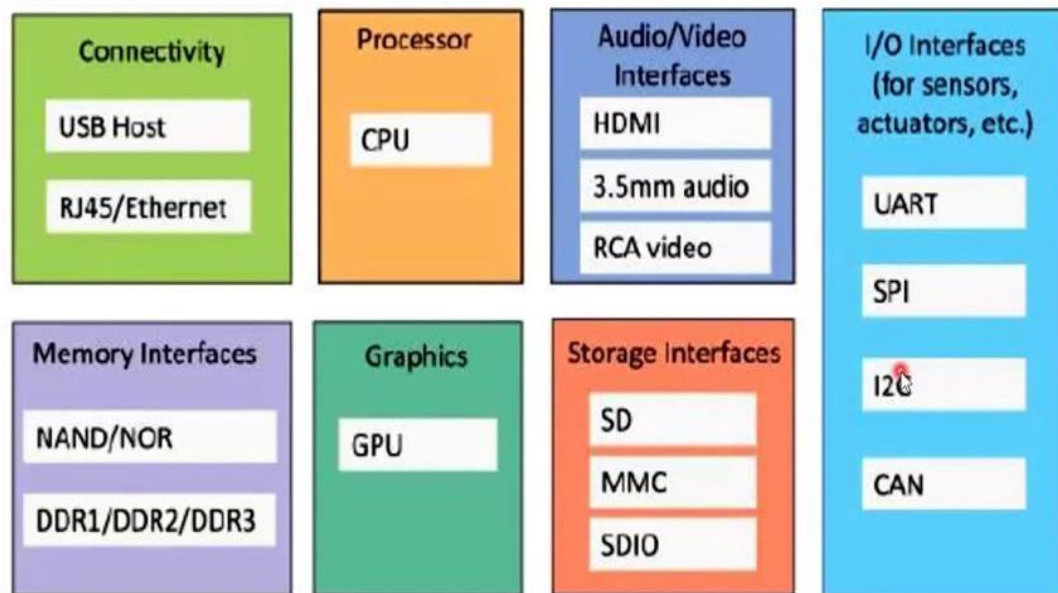 Connectivity
USB Host
RJ45/Ethernet
Processor
CPU
Audio/Video
Interfaces
HDMI
3.5mm audio
RCA video
I/O Interfaces
(for sensors,
actuators, etc.)
UART
SPI
I2C
CAN
Memory Interfaces
NAND/NOR
DDR1/DDR2/DDR3
Graphics
GPU
Storage Interfaces
SD
MMC
SDIO